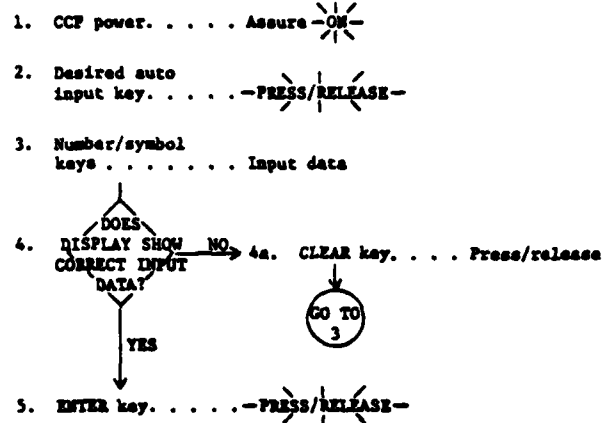 1. CCF power. . . . . Assure -ON-
2. Desired auto
input key. . . . . -PRESS/RELEASE-
3. Number/symbol
keys . . . . . . . Input data
DOES
4. DISPLAY SHOW NO 4a. CLEAR key. . . . Press/release
CORRECT INPUT
DATA?
GO TO
3
YES
5. ENTER key. . . . . -PRESS/RELEASE-